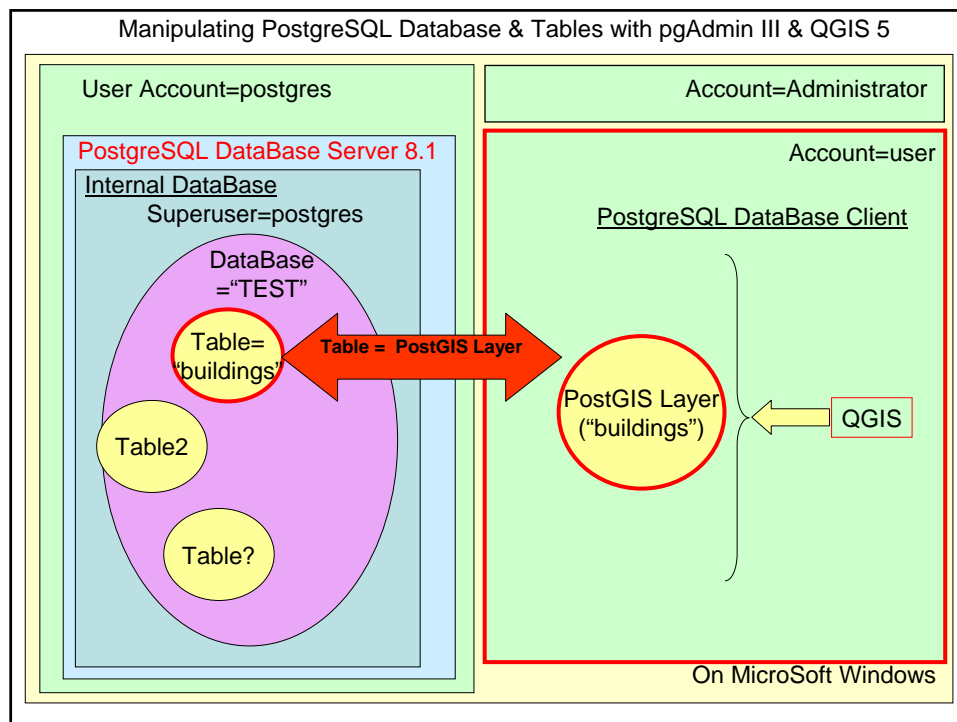 Manipulating PostgreSQL Database & Tables with pgAdmin III & QGIS 5
User Account=postgres
Account=Administrator
PostgreSQL DataBase Server 8.1
Account=user
Internal DataBase
Superuser=postgres
PostgreSQL DataBase Client
DataBase
=“TEST”
Table=
“buildings”
Table = PostGIS Layer
PostGIS Layer
(“buildings”)
QGIS
Table2
Table?
On MicroSoft Windows